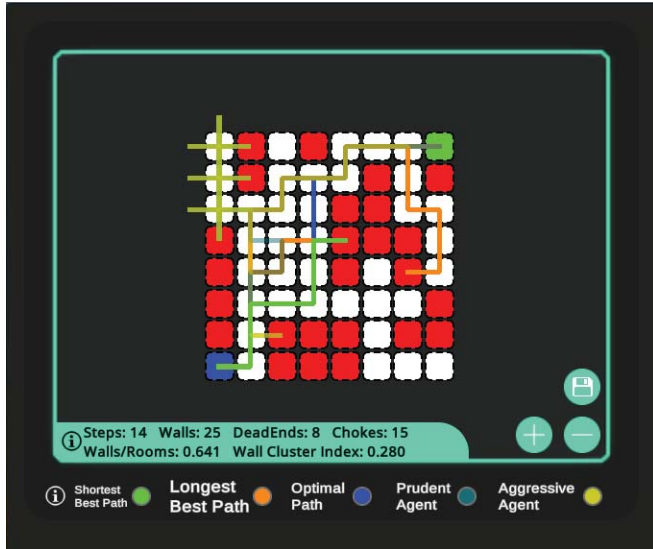 Steps: 14 Walls: 25 DeadEnds: 8 Chokes: 15
Walls/Rooms: 0.641 Wall Cluster Index: 0.280
Shortest Best Path
Longest Best Path
Optimal Path
Prudent Agent
Aggressive Agent